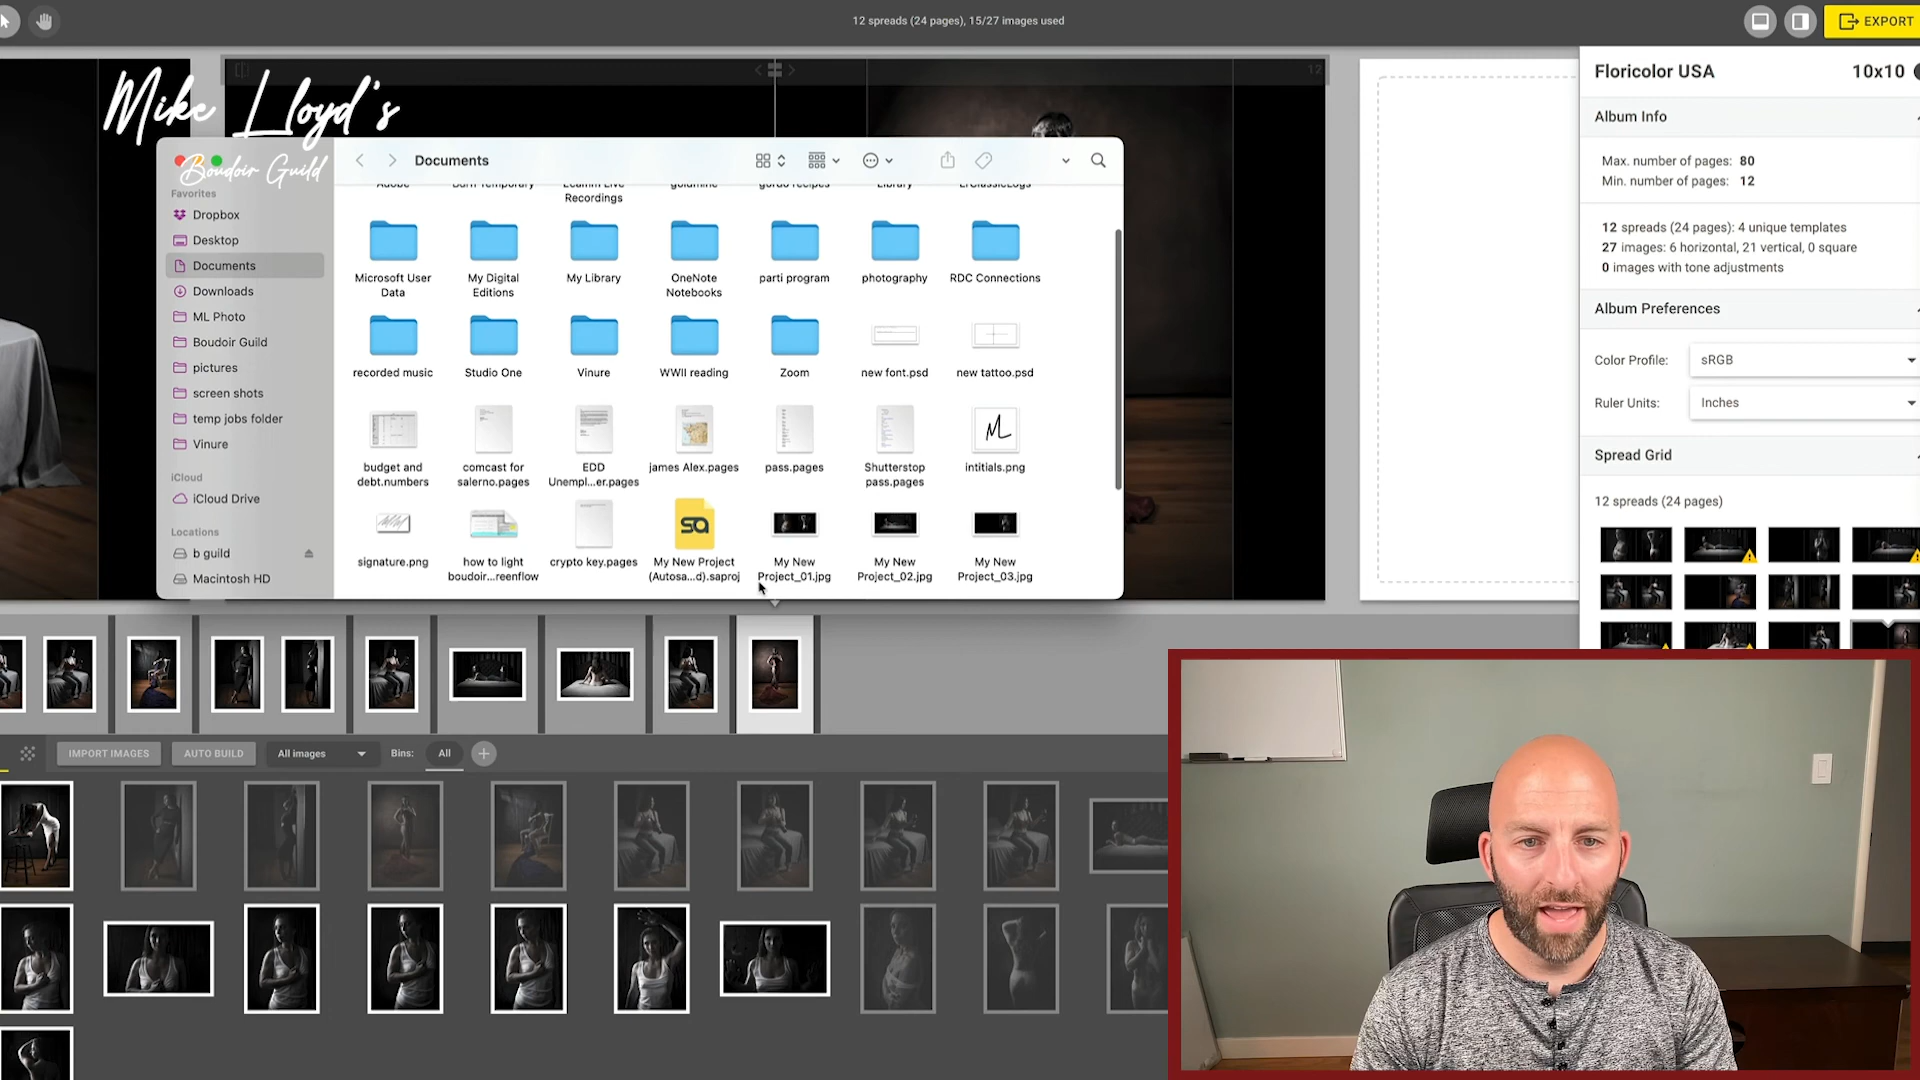 12 spreads (24 pages), 15/27 images used
EXPORT
Mike Lloyd's
Boudoir Guild
12
Floricolor USA 10x10
Album Info
Max. number of pages: 80
Min. number of pages: 12
12 spreads (24 pages): 4 unique templates
27 images: 6 horizontal, 21 vertical, 0 square
0 images with tone adjustments
Album Preferences
Color Profile: sRGB
Ruler Units: Inches
Spread Grid
12 spreads (24 pages)
Documents
Favorites
Dropbox
Desktop
Documents
Downloads
ML Photo
Boudoir Guild
pictures
screen shots
temp jobs folder
Vinure
iCloud
iCloud Drive
Locations
b guild
Macintosh HD
Recordings
Microsoft User
Data
My Digital
Editions
My Library
OneNote
Notebooks
parti program
photography
RDC Connections
recorded music
Studio One
Vinure
WWII reading
Zoom
new font.psd
new tattoo.psd
budget and
debt.numbers
comcast for
salerno.pages
EDD
Unempl...er.pages
james Alex.pages
pass.pages
Shutterstop
pass.pages
intitials.png
signature.png
how to light
boudoir...reenflow
crypto key.pages
sa
My New Project
(Autosa...d).saproj
My New
Project_01.jpg
My New
Project_02.jpg
My New
Project_03.jpg
IMPORT IMAGES
AUTO BUILD
All images
Bins:
All